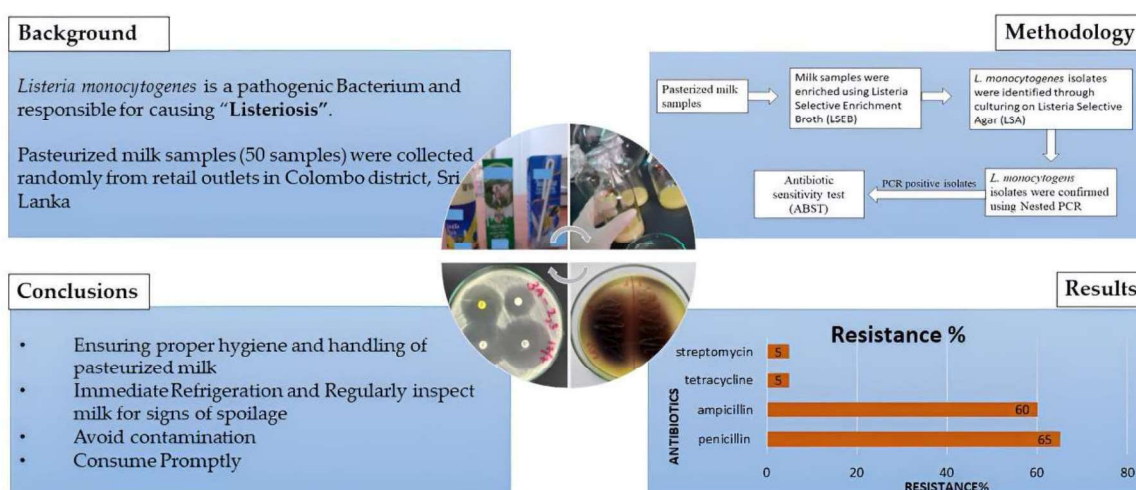 Background
Listeria monocytogenes is a pathogenic Bacterium and
responsible for causing “Listeriosis”.
Pasteurized milk samples (50 samples) were collected
randomly from retail outlets in Colombo district, Sri
Lanka
Methodology
Pasterized milk
samples
Milk samples were
enriched using Listeria
Selective Enrichment
Broth (LSEB)
L. monocytogenes isolates
were identified through
culturing on Listeria Selective
Agar (LSA)
L. monocytogens
isolates were confirmed
using Nested PCR
PCR positive isolates
Antibiotic
sensitivity test
(ABST)
Conclusions
• Ensuring proper hygiene and handling of
pasteurized milk
• Immediate Refrigeration and Regularly inspect
milk for signs of spoilage
• Avoid contamination
• Consume Promptly
Results
Resistance %
ANTIBIOTICS
streptomycin 5
tetracycline 5
ampicillin 60
penicillin 65
0 20 40 60 80
RESISTANCE%